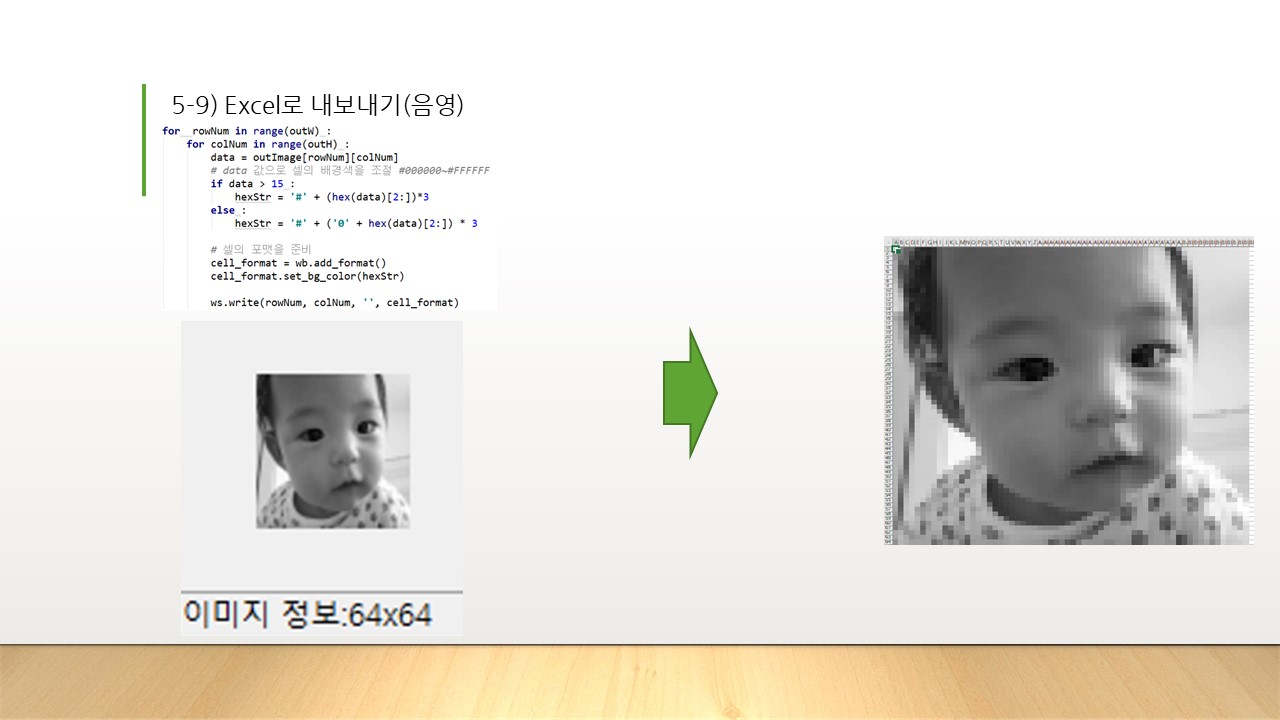 5-9) Excel로 내보내기(음영)
for rowNum in range(outW) :
for colNum in range(outH) :
data = outImage[rowNum][colNum]
# data 값으로 셀의 배경색을 조절 #000000~#FFFFFF
if data > 15 :
hexStr = '#' + (hex(data)[2:])*3
else :
hexStr = '#' + ('0' + hex(data)[2:]) * 3
# 셀의 포맷을 준비
cell_format = wb.add_format()
cell_format.set_bg_color(hexStr)
ws.write(rowNum, colNum, '', cell_format)
이미지 정보:64x64